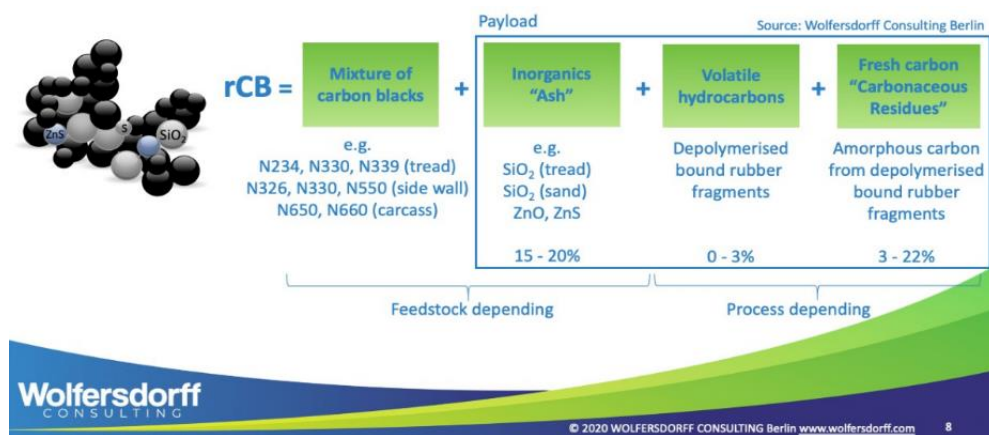 Payload
Source: Wolfersdorff Consulting Berlin
ZnS
S
SiO₂
rCB =
Mixture of
carbon blacks
+
Inorganics
“Ash”
+
Volatile
hydrocarbons
+
Fresh carbon
“Carbonaceous
Residues”
e.g.
N234, N330, N339 (tread)
N326, N330, N550 (side wall)
N650, N660 (carcass)
e.g.
SiO₂ (tread)
SiO₂ (sand)
ZnO, ZnS
Depolymerised
bound rubber
fragments
Amorphous carbon
from depolymerised
bound rubber
fragments
15 - 20%
0 - 3%
3 - 22%
Feedstock depending
Process depending
Wolfersdorff
CONSULTING
© 2020 WOLFERSDORFF CONSULTING Berlin www.wolfersdorff.com
8